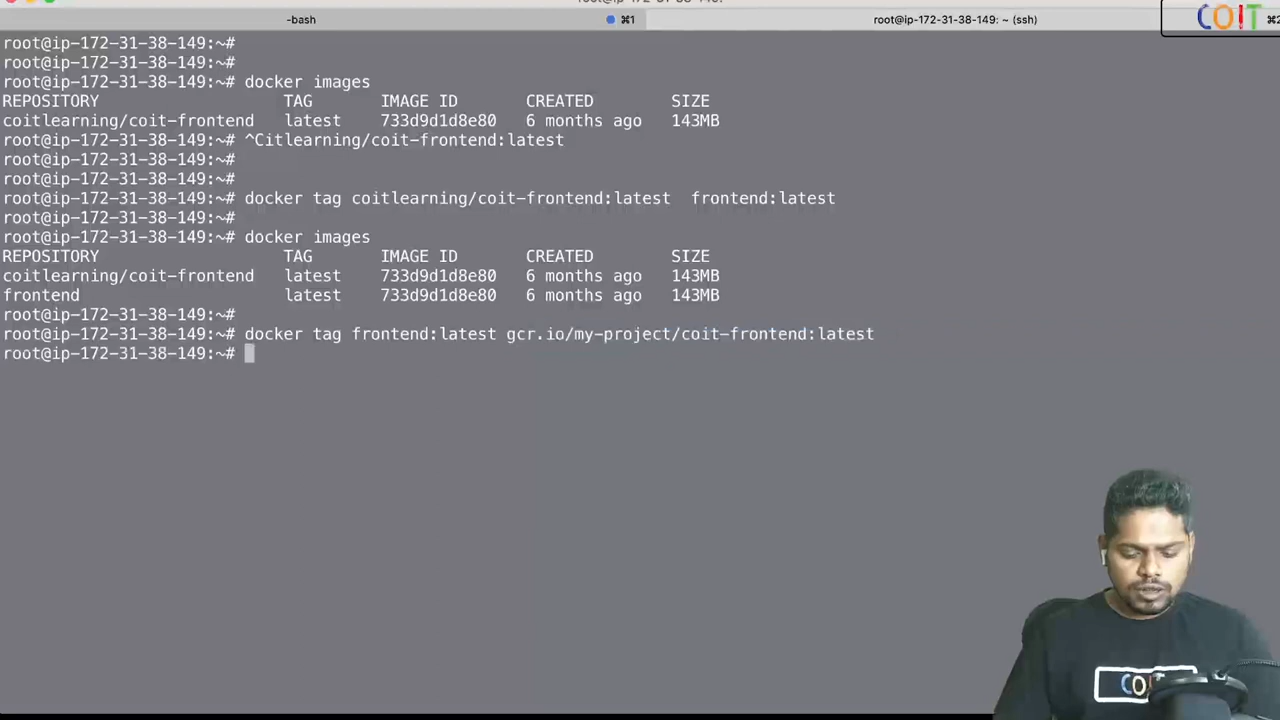 -bash
⌘1
root@ip-172-31-38-149: ~ (ssh)
COIT
root@ip-172-31-38-149:~#
root@ip-172-31-38-149:~#
root@ip-172-31-38-149:~# docker images
REPOSITORY TAG IMAGE ID CREATED SIZE
coitlearning/coit-frontend latest 733d9d1d8e80 6 months ago 143MB
root@ip-172-31-38-149:~# ^Citlearning/coit-frontend:latest
root@ip-172-31-38-149:~#
root@ip-172-31-38-149:~#
root@ip-172-31-38-149:~# docker tag coitlearning/coit-frontend:latest  frontend:latest
root@ip-172-31-38-149:~#
root@ip-172-31-38-149:~# docker images
REPOSITORY TAG IMAGE ID CREATED SIZE
coitlearning/coit-frontend latest 733d9d1d8e80 6 months ago 143MB
frontend latest 733d9d1d8e80 6 months ago 143MB
root@ip-172-31-38-149:~#
root@ip-172-31-38-149:~# docker tag frontend:latest gcr.io/my-project/coit-frontend:latest
root@ip-172-31-38-149:~#